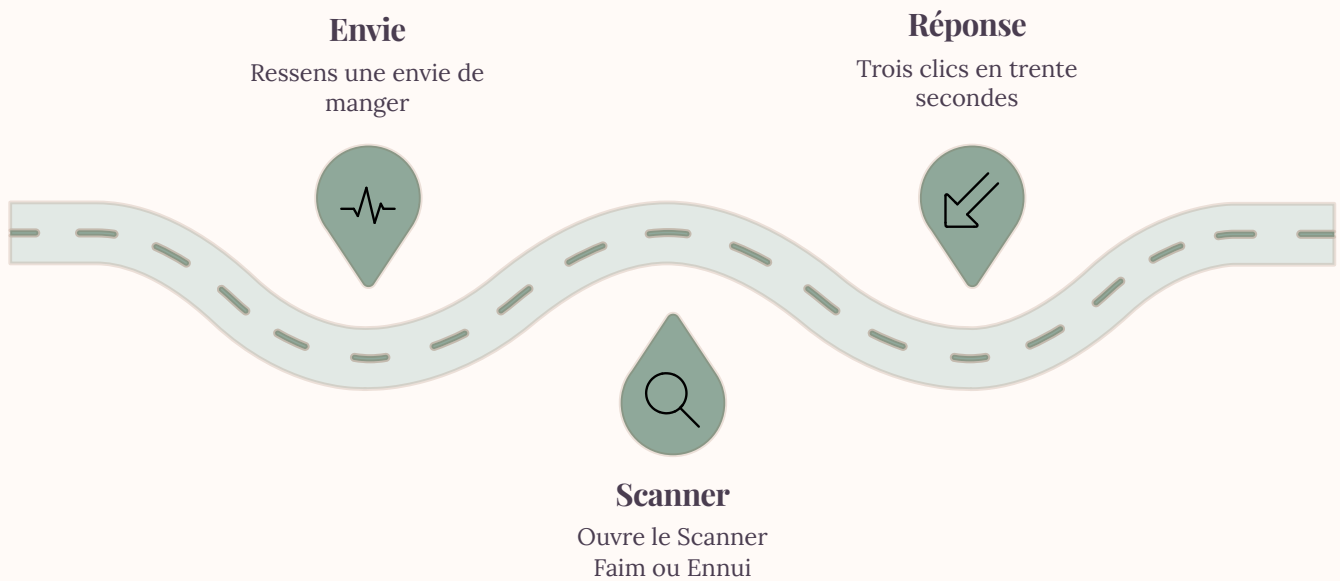 Envie
Ressens une envie de
manger
Scanner
Ouvre le Scanner
Faim ou Ennui
Réponse
Trois clics en trente
secondes